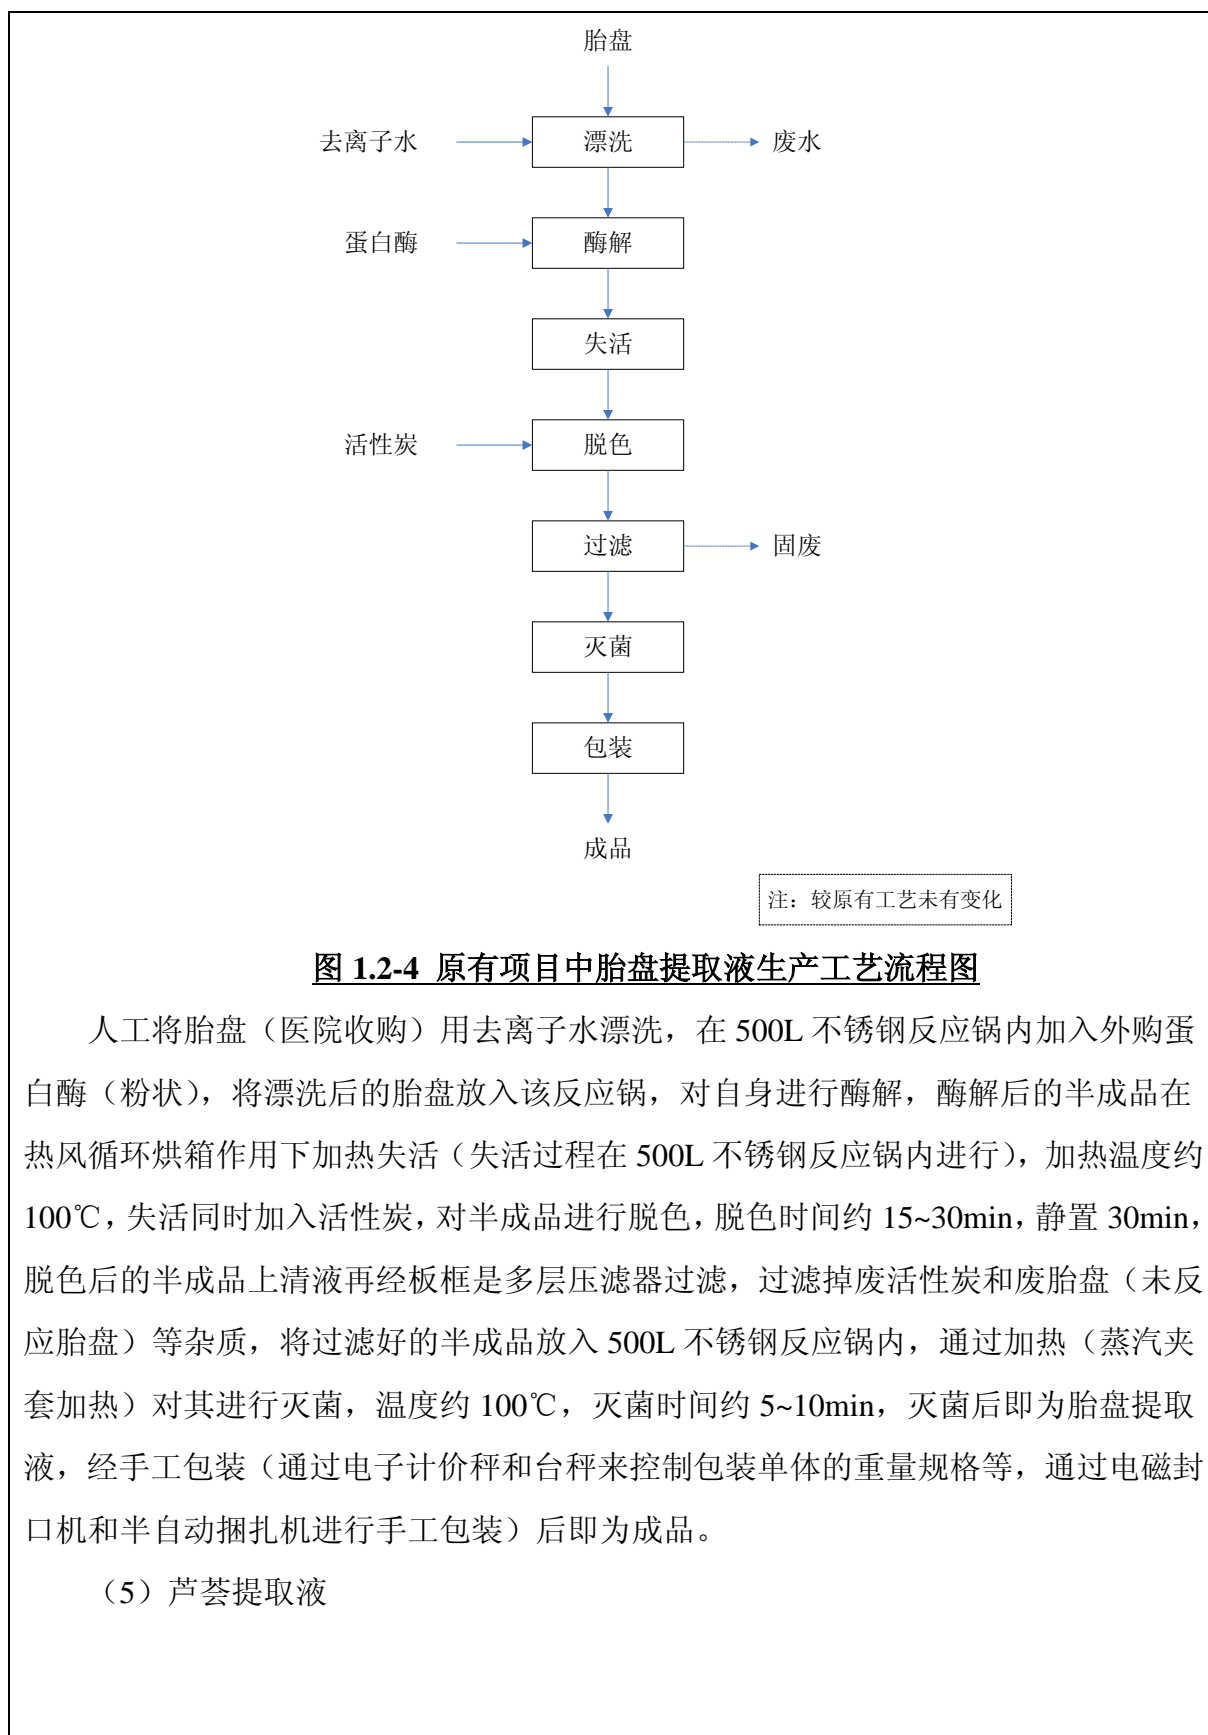 胎盘
去离子水
漂洗
废水
蛋白酶
酶解
失活
活性炭
脱色
过滤
固废
灭菌
包装
成品
注：较原有工艺未有变化
图 1.2-4 原有项目中胎盘提取液生产工艺流程图
人工将胎盘（医院收购）用去离子水漂洗，在 500L 不锈钢反应锅内加入外购蛋
白酶（粉状），将漂洗后的胎盘放入该反应锅，对自身进行酶解，酶解后的半成品在
热风循环烘箱作用下加热失活（失活过程在 500L 不锈钢反应锅内进行），加热温度约
100℃，失活同时加入活性炭，对半成品进行脱色，脱色时间约 15~30min，静置 30min，
脱色后的半成品上清液再经板框是多层压滤器过滤，过滤掉废活性炭和废胎盘（未反
应胎盘）等杂质，将过滤好的半成品放入 500L 不锈钢反应锅内，通过加热（蒸汽夹
套加热）对其进行灭菌，温度约 100℃，灭菌时间约 5~10min，灭菌后即为胎盘提取
液，经手工包装（通过电子计价秤和台秤来控制包装单体的重量规格等，通过电磁封
口机和半自动捆扎机进行手工包装）后即为成品。
（5）芦荟提取液